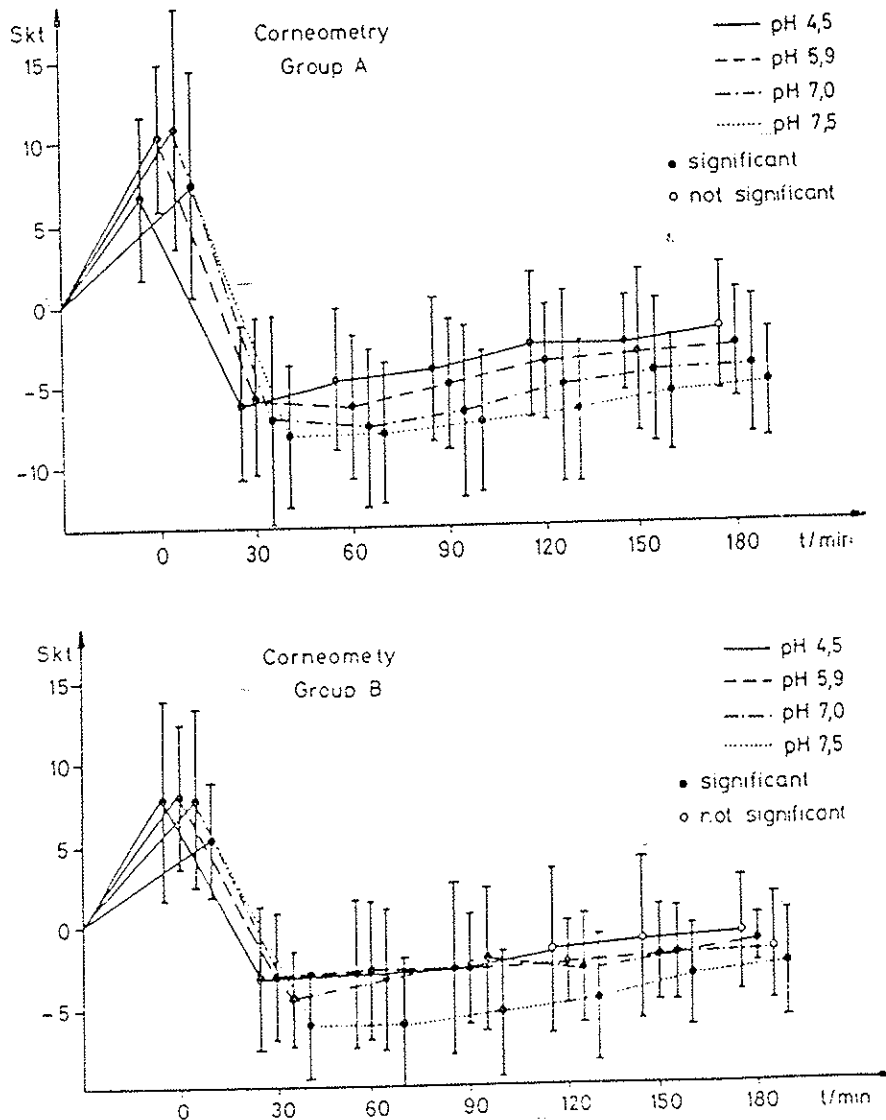 Skt
Corneometry
Group A
pH 4,5
pH 5,9
pH 7,0
pH 7,5
significant
not significant
15
10
5
0
-5
-10
0 30 60 90 120 150 180 t/min
Skt
Corneomety
Group B
pH 4,5
pH 5,9
pH 7,0
pH 7,5
significant
not significant
15
10
5
0
-5
0 30 60 90 120 150 180 t/min